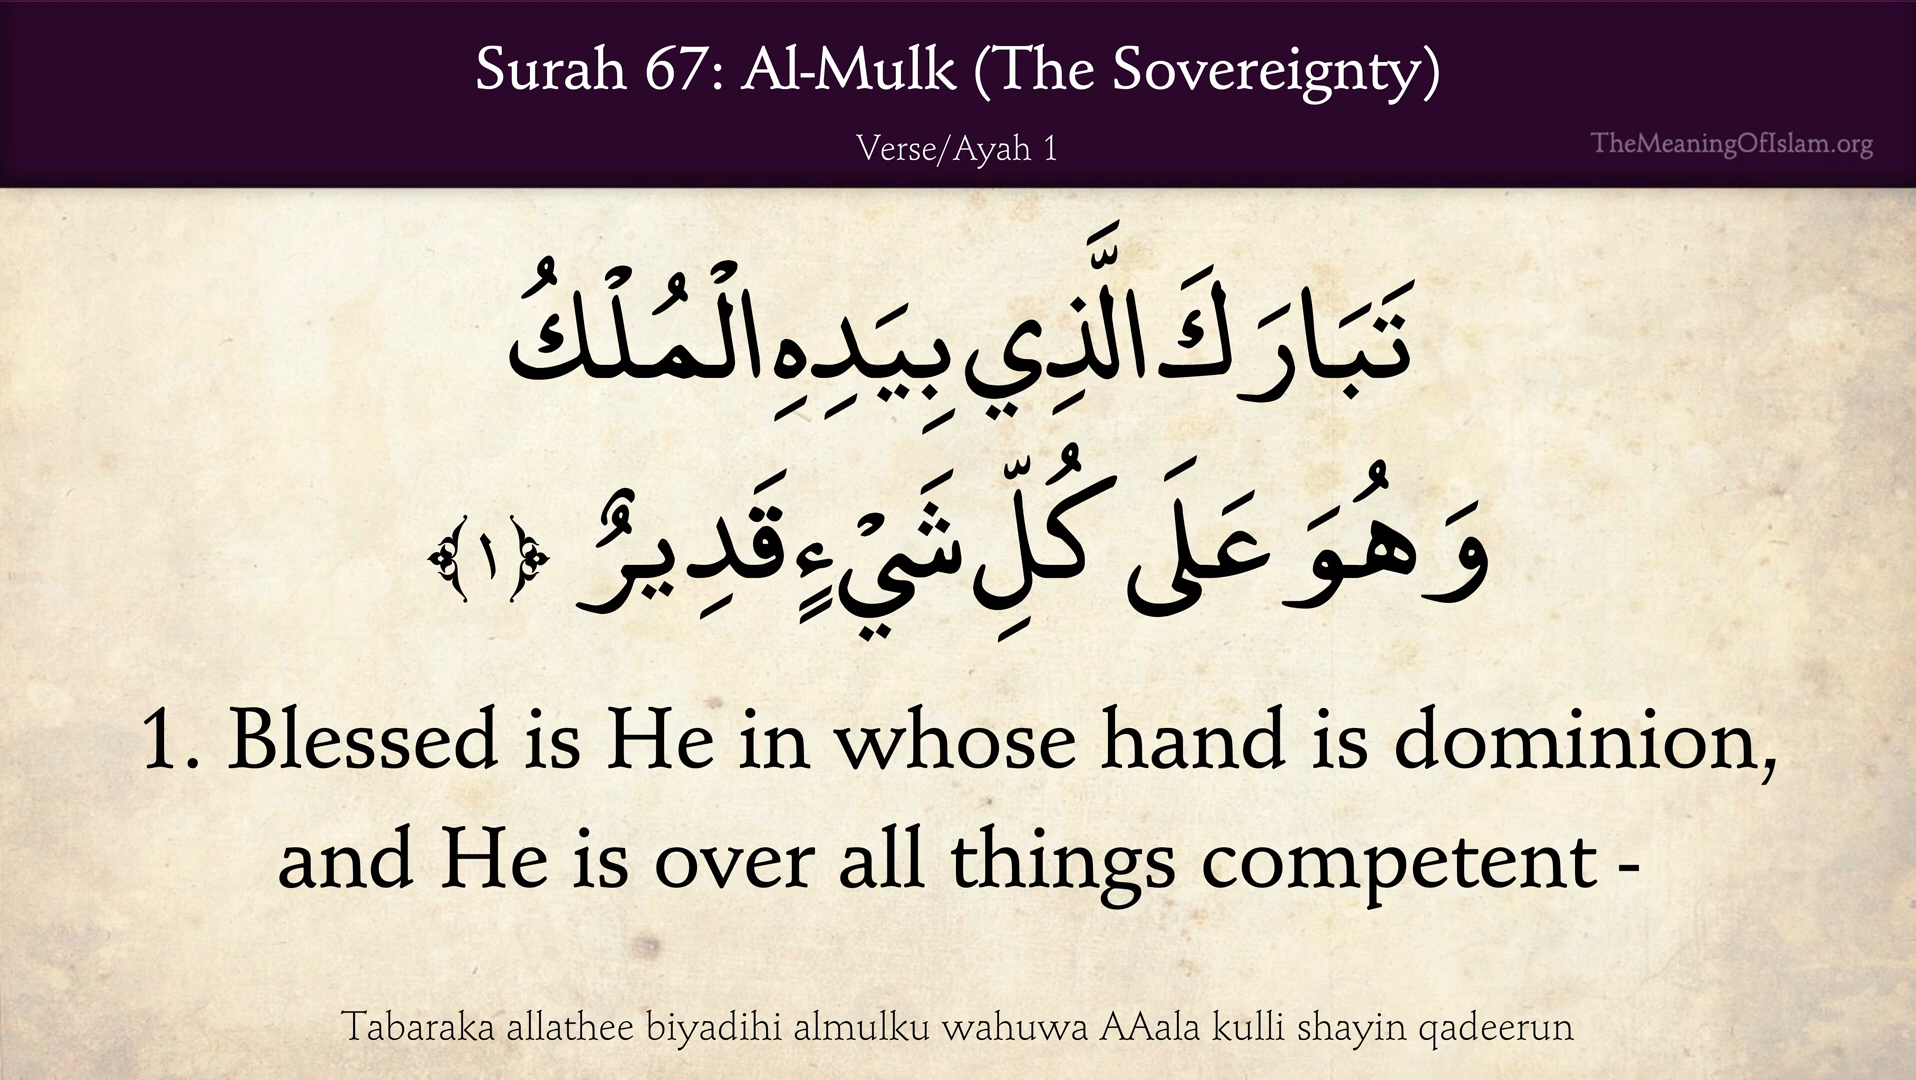 Surah 67: Al-Mulk (The Sovereignty)
Verse/Ayah 1
TheMeaningOfIslam.org
تَبَارَكَ الَّذِي بِيَدِهِ الْمُلْكُ
وَهُوَ عَلَى كُلِّ شَيْءٍ قَدِيرٌ ﴿١﴾
1. Blessed is He in whose hand is dominion,
and He is over all things competent -
Tabaraka allathee biyadihi almulku wahuwa AAala kulli shayin qadeerun